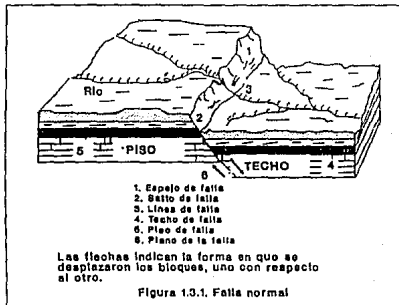 1
Río
3
2
5 PISO
6 TECHO 4
1. Espejo de falla
2. Salto de falla
3. Línea de falla
4. Techo de falla
5. Piso de falla
6. Plano de la falla
Las flechas indican la forma en que se
desplazaron los bloques, uno con respecto
al otro.
Figura 1.3.1. Falla normal